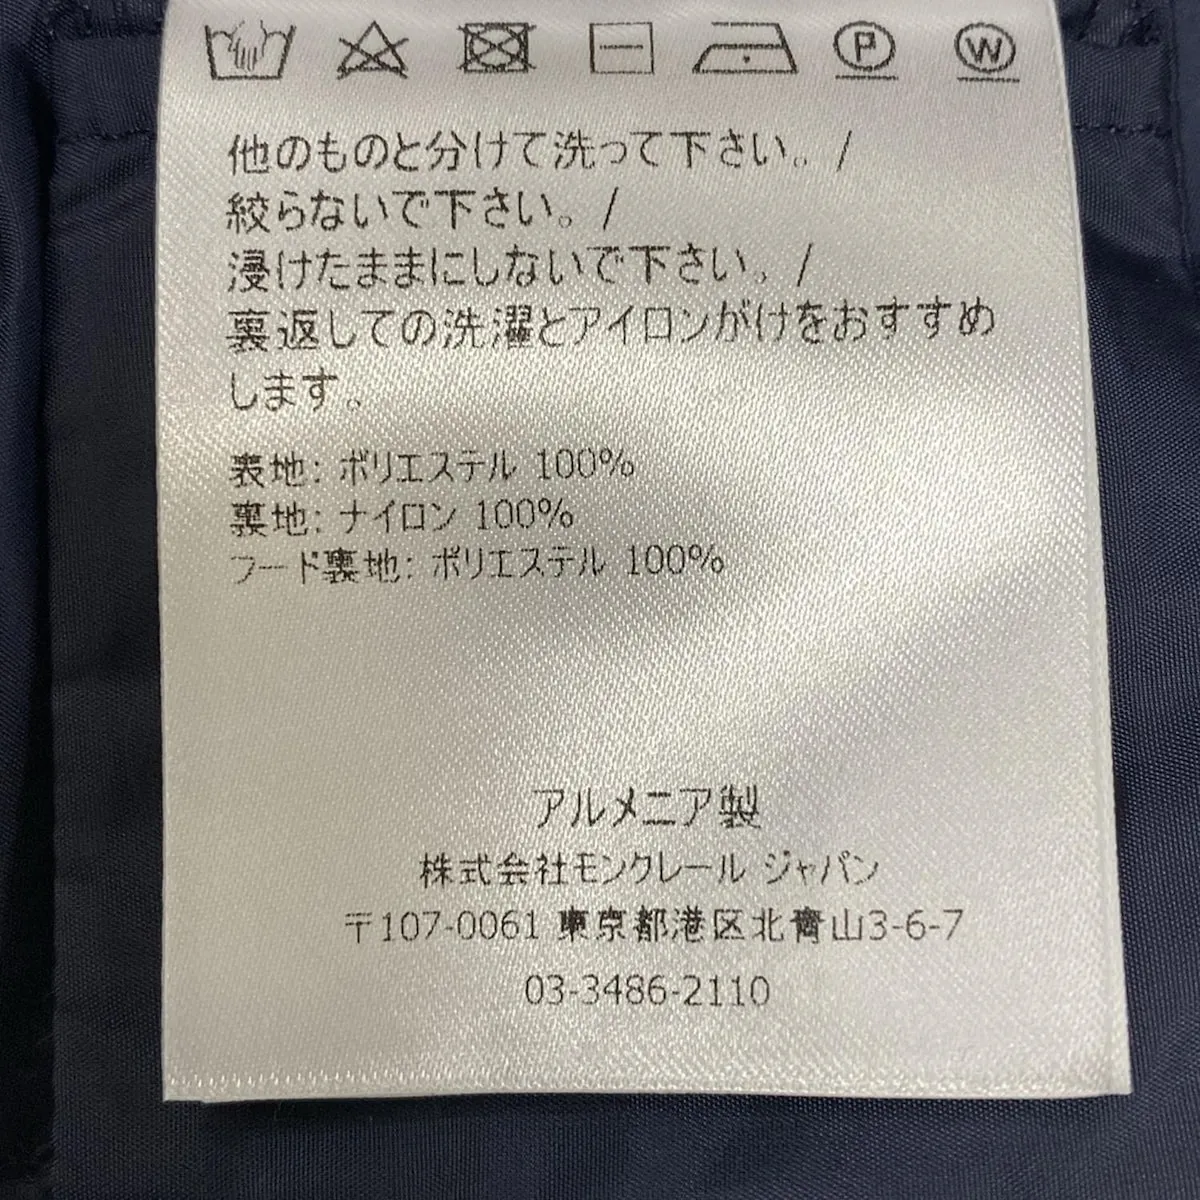 P W
他のものと分けて洗って下さい。/
絞らないで下さい。/
浸けたままにしないで下さい。/
裏返しての洗濯とアイロンがけをおすすめ
します。
表地: ポリエステル 100%
裏地: ナイロン 100%
フード裏地: ポリエステル 100%
アルメニア製
株式会社モンクレール ジャパン
〒107-0061 東京都港区北青山3-6-7
03-3486-2110